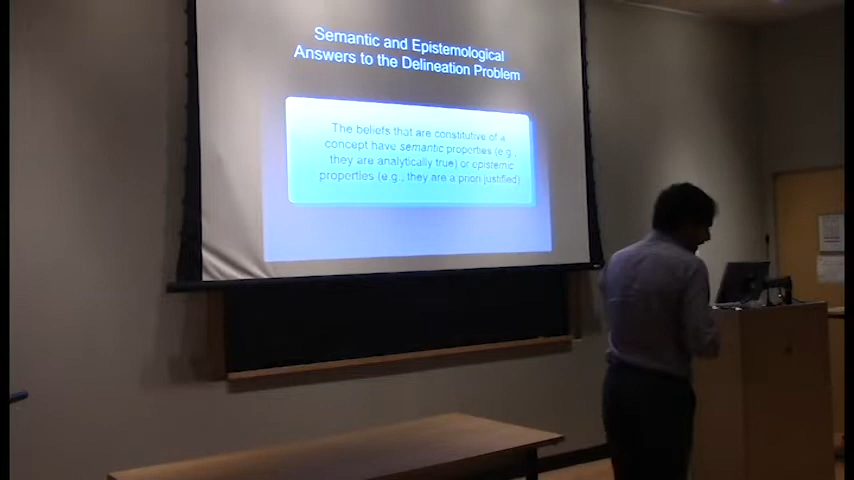 Semantic and Epistemological
Answers to the Delineation Problem
The beliefs that are constitutive of a
concept have semantic properties (e.g.,
they are analytically true) or epistemic
properties (e.g., they are a priori justified)